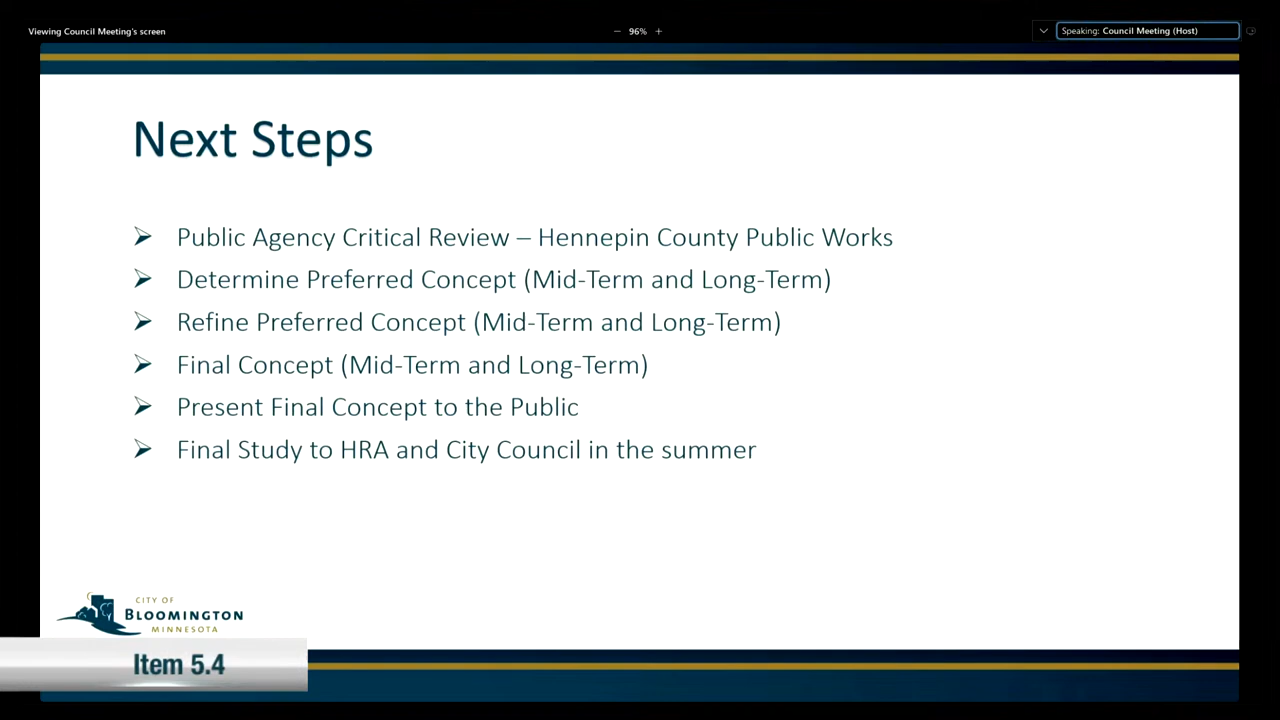 Viewing Council Meeting's screen
− 96% +
Speaking: Council Meeting (Host)
Next Steps
Public Agency Critical Review – Hennepin County Public Works
Determine Preferred Concept (Mid-Term and Long-Term)
Refine Preferred Concept (Mid-Term and Long-Term)
Final Concept (Mid-Term and Long-Term)
Present Final Concept to the Public
Final Study to HRA and City Council in the summer
CITY OF
BLOOMINGTON
MINNESOTA
Item 5.4